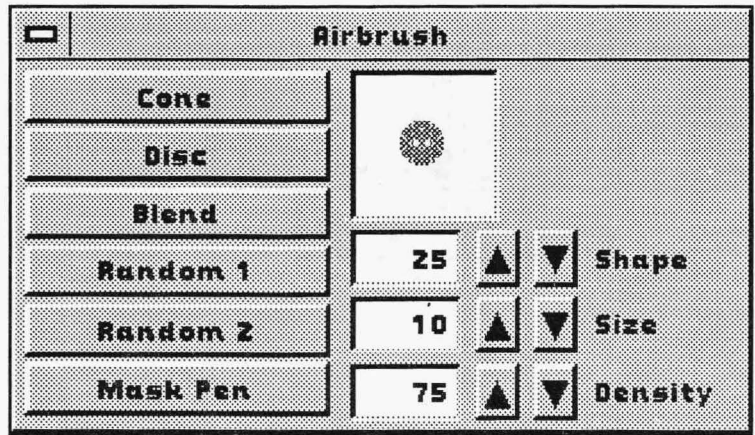 Airbrush
Cone
Disc
Blend
Random 1
25 Shape
Random 2
10 Size
Mask Pen
75 Density